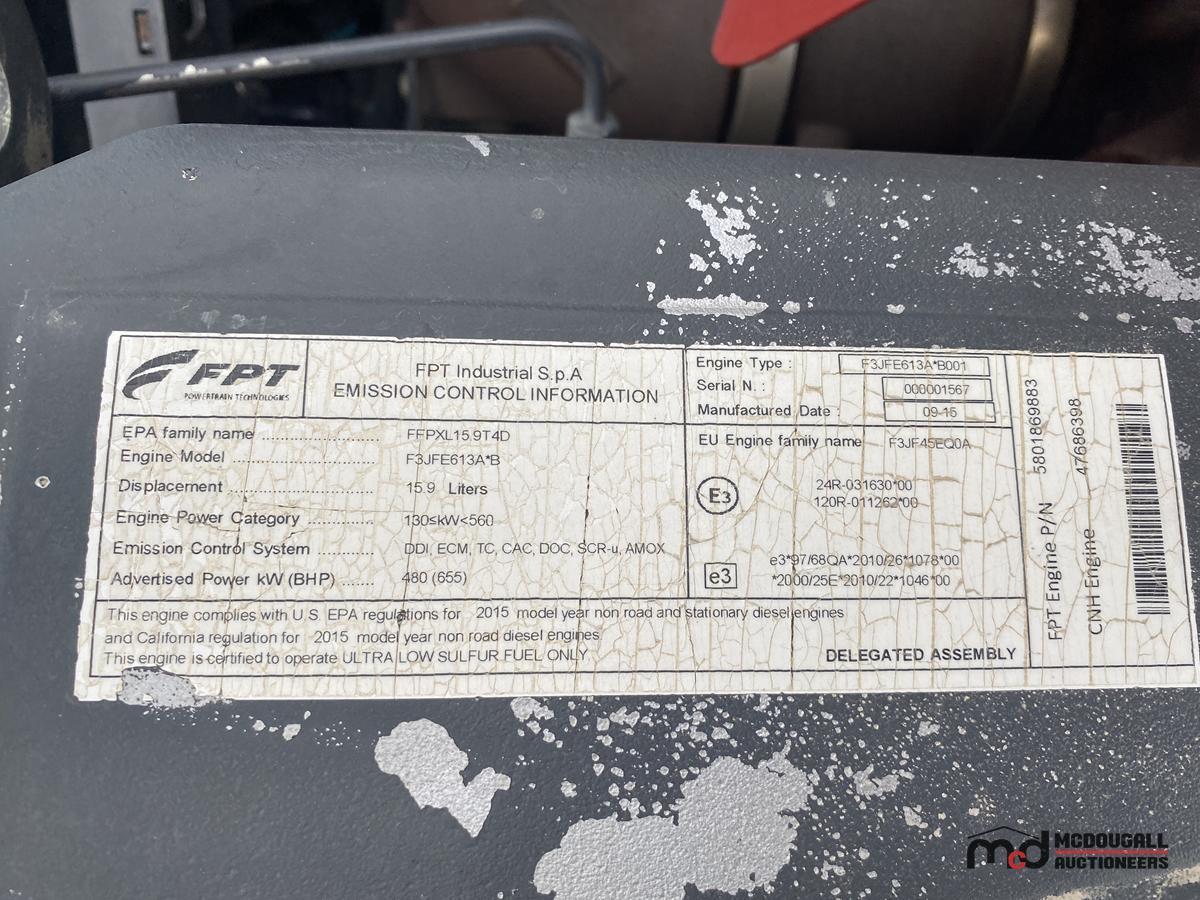 FPT
POWERTRAIN TECHNOLOGIES
FPT Industrial S.p.A
EMISSION CONTROL INFORMATION
EPA family name ........................ FFPXL15.9T4D
Engine Model ............................... F3JFE613A*B
Displacement .............................. 15.9 Liters
Engine Power Category ............. 130≤kW<560
Emission Control System ............ DDI, ECM, TC, CAC, DOC, SCR-u, AMOX
Advertised Power kW (BHP) ...... 480 (655)
Engine Type : F3JFE613A*B001
Serial N. : 000001567
Manufactured Date : 09-15
EU Engine family name F3JF45EQ0A
E3
24R-031630*00
120R-011262*00
e3
e3*97/68QA*2010/26*1078*00
*2000/25E*2010/22*1046*00
This engine complies with U.S. EPA regulations for 2015 model year non road and stationary diesel engines
and California regulation for 2015 model year non road diesel engines
This engine is certified to operate ULTRA LOW SULFUR FUEL ONLY
DELEGATED ASSEMBLY
FPT Engine P/N 5801869883
CNH Engine 47686398
mcd MCDOUGALL
AUCTIONEERS